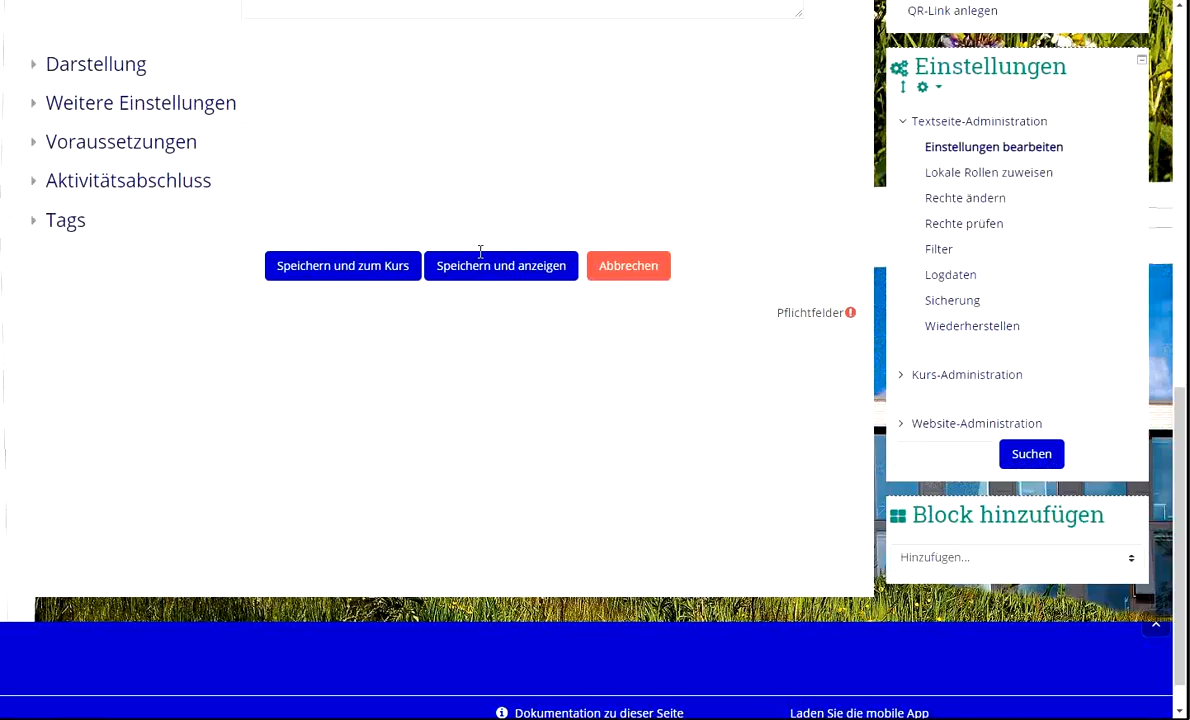 Darstellung
Weitere Einstellungen
Voraussetzungen
Aktivitätsabschluss
Tags
Speichern und zum Kurs
Speichern und anzeigen
Abbrechen
Pflichtfelder
QR-Link anlegen
Einstellungen
Textseite-Administration
Einstellungen bearbeiten
Lokale Rollen zuweisen
Rechte ändern
Rechte prüfen
Filter
Logdaten
Sicherung
Wiederherstellen
Kurs-Administration
Website-Administration
Suchen
Block hinzufügen
Hinzufügen...
Dokumentation zu dieser Seite
Laden Sie die mobile App